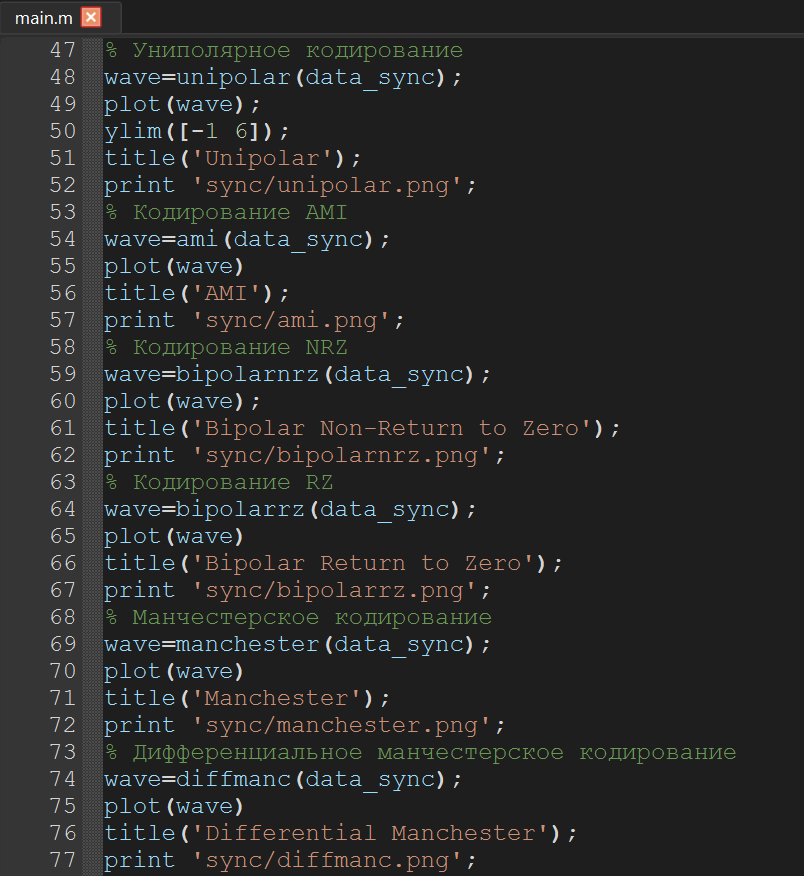 main.m
47 % Униполярное кодирование
48 wave=unipolar(data_sync);
49 plot(wave);
50 ylim([-1 6]);
51 title('Unipolar');
52 print 'sync/unipolar.png';
53 % Кодирование AMI
54 wave=ami(data_sync);
55 plot(wave)
56 title('AMI');
57 print 'sync/ami.png';
58 % Кодирование NRZ
59 wave=bipolarnrz(data_sync);
60 plot(wave);
61 title('Bipolar Non-Return to Zero');
62 print 'sync/bipolarnrz.png';
63 % Кодирование RZ
64 wave=bipolarrz(data_sync);
65 plot(wave)
66 title('Bipolar Return to Zero');
67 print 'sync/bipolarrz.png';
68 % Манчестерское кодирование
69 wave=manchester(data_sync);
70 plot(wave)
71 title('Manchester');
72 print 'sync/manchester.png';
73 % Дифференциальное манчестерское кодирование
74 wave=diffmanc(data_sync);
75 plot(wave)
76 title('Differential Manchester');
77 print 'sync/diffmanc.png';